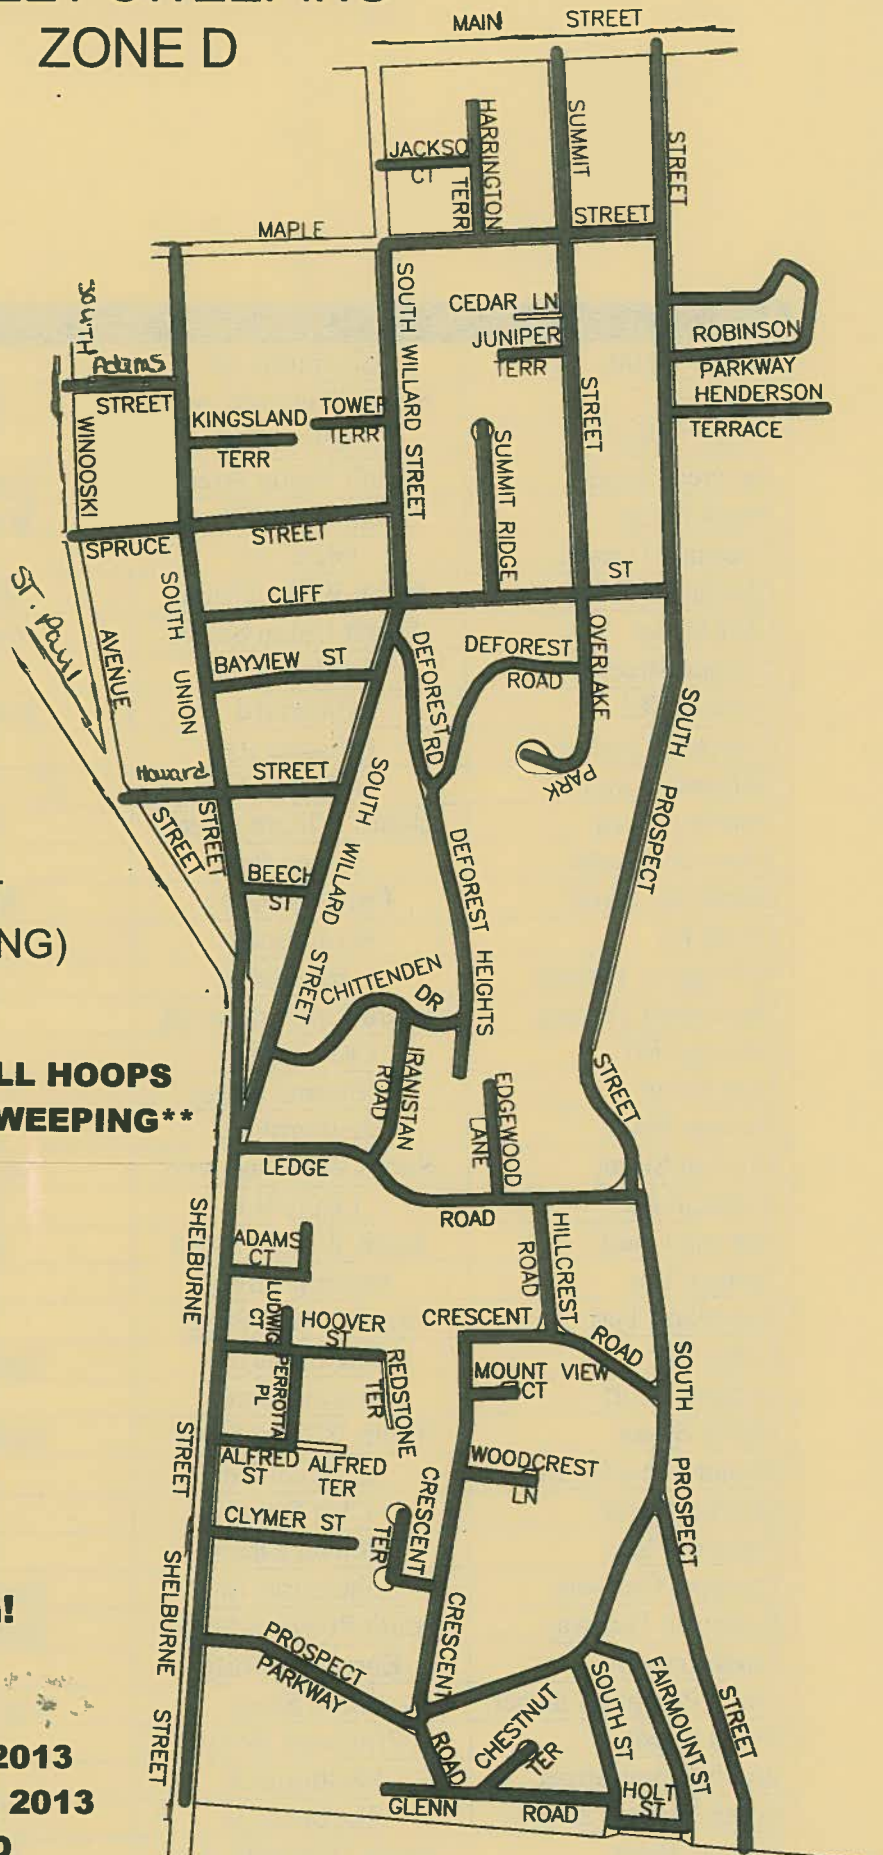 ZONE D
MAIN STREET
HARRINGTON TERR
SUMMIT
STREET
JACKSO
CT
STREET
MAPLE
SOUTH
Adams
STREET
WINOOSKI
SOUTH WILLARD STREET
CEDAR LN
JUNIPER
TERR
STREET
ROBINSON
PARKWAY
HENDERSON
TERRACE
KINGSLAND
TERR
TOWER
TERR
SUMMIT RIDGE
SPRUCE STREET
CLIFF ST
ST. Paul
AVENUE
SOUTH UNION
BAYVIEW ST
DEFOREST RD
DEFOREST
ROAD
OVERLAKE
PARK
SOUTH PROSPECT
Howard STREET
STREET
STREET
SOUTH WILLARD STREET
BEECH
ST
DEFOREST HEIGHTS
NG)
CHITTENDEN
DR
LL HOOPS
WEEPING**
IRANISTAN
ROAD
EDGEWOOD
LANE
STREET
LEDGE
ROAD
SHELBURNE
ADAMS
CT
LUDWIG
CT
HOOVER
ST
HILLCREST
ROAD
CRESCENT
ROAD
SOUTH PROSPECT
PERROTTA
PL
REDSTONE
TER
MOUNT VIEW
CT
STREET
ALFRED
ST
ALFRED
TER
WOODCREST
LN
CLYMER ST
CRESCENT
TER
SHELBURNE STREET
!
PROSPECT
PARKWAY
CRESCENT
ROAD
CHESTNUT
TER
SOUTH ST
FAIRMOUNT ST
STREET
2013
2013
GLENN ROAD
HOLT
ST